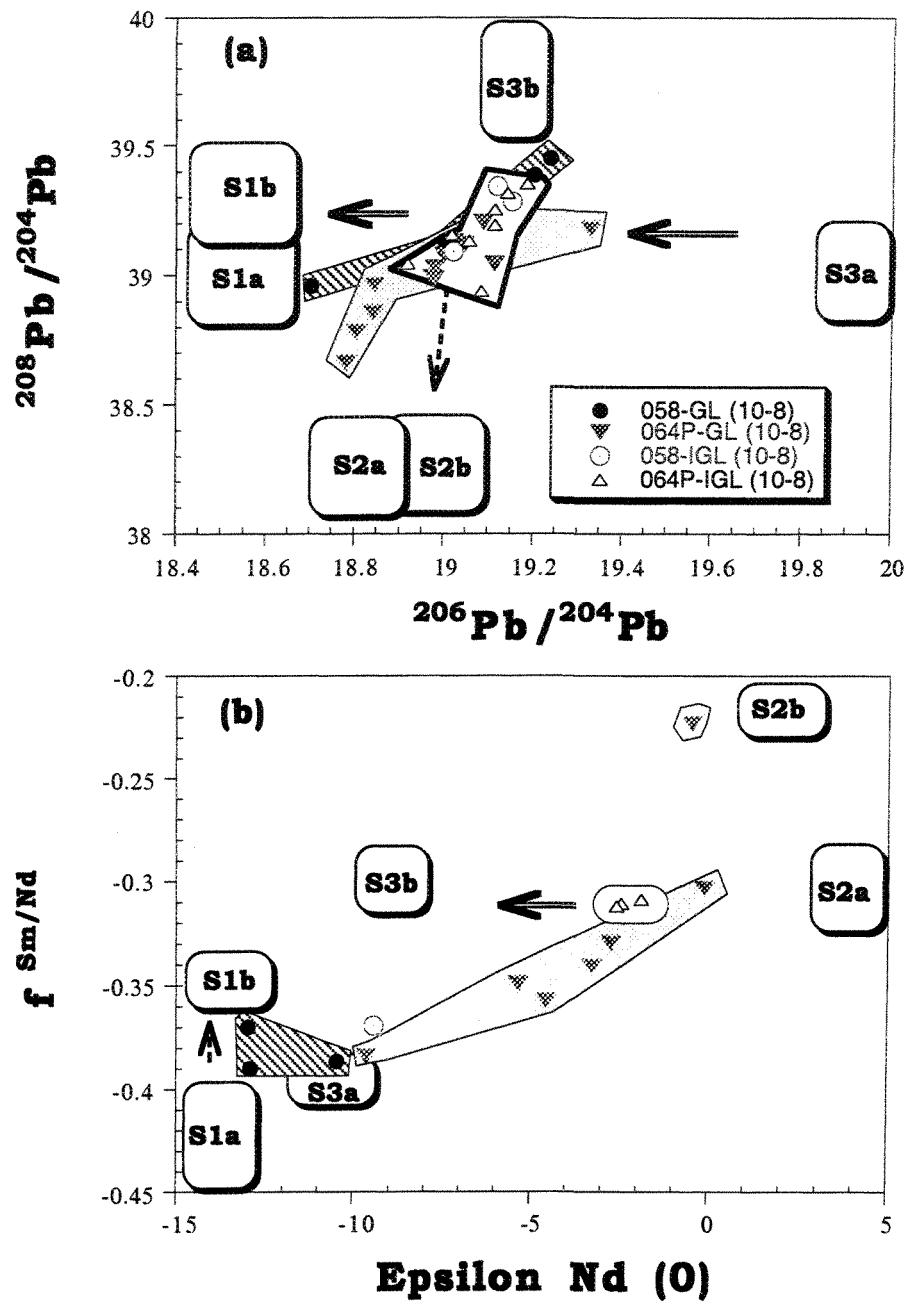 (a)
40
39.5
39
38.5
38
208Pb/204Pb
S3b
S1b
S1a
S3a
S2a
S2b
058-GL (10-8)
064P-GL (10-8)
058-IGL (10-8)
064P-IGL (10-8)
18.4 18.6 18.8 19 19.2 19.4 19.6 19.8 20
206Pb/204Pb
(b)
-0.2
-0.25
-0.3
-0.35
-0.4
-0.45
f Sm/Nd
S2b
S3b
S2a
S1b
S3a
S1a
-15 -10 -5 0 5
Epsilon Nd (0)